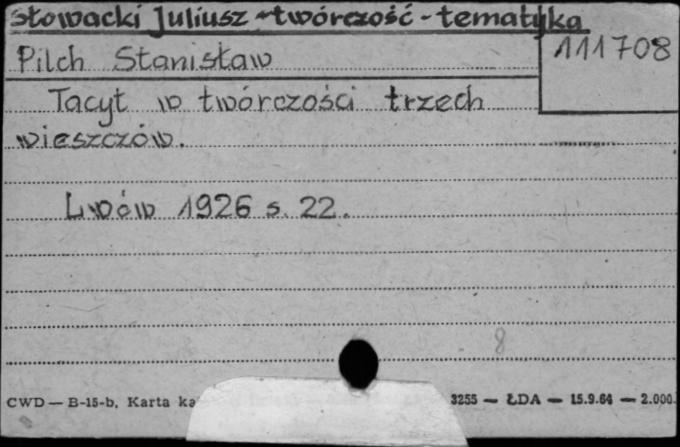 Słowacki Juliusz - twórczość - tematyka
Pilch Stanisław
111708
Tacyt w twórczości trzech
wieszczów.
Lwów 1926 s. 22.
8
CWD — B-15-b, Karta ka 3255 — ŁDA — 15.9.64 — 2.000.